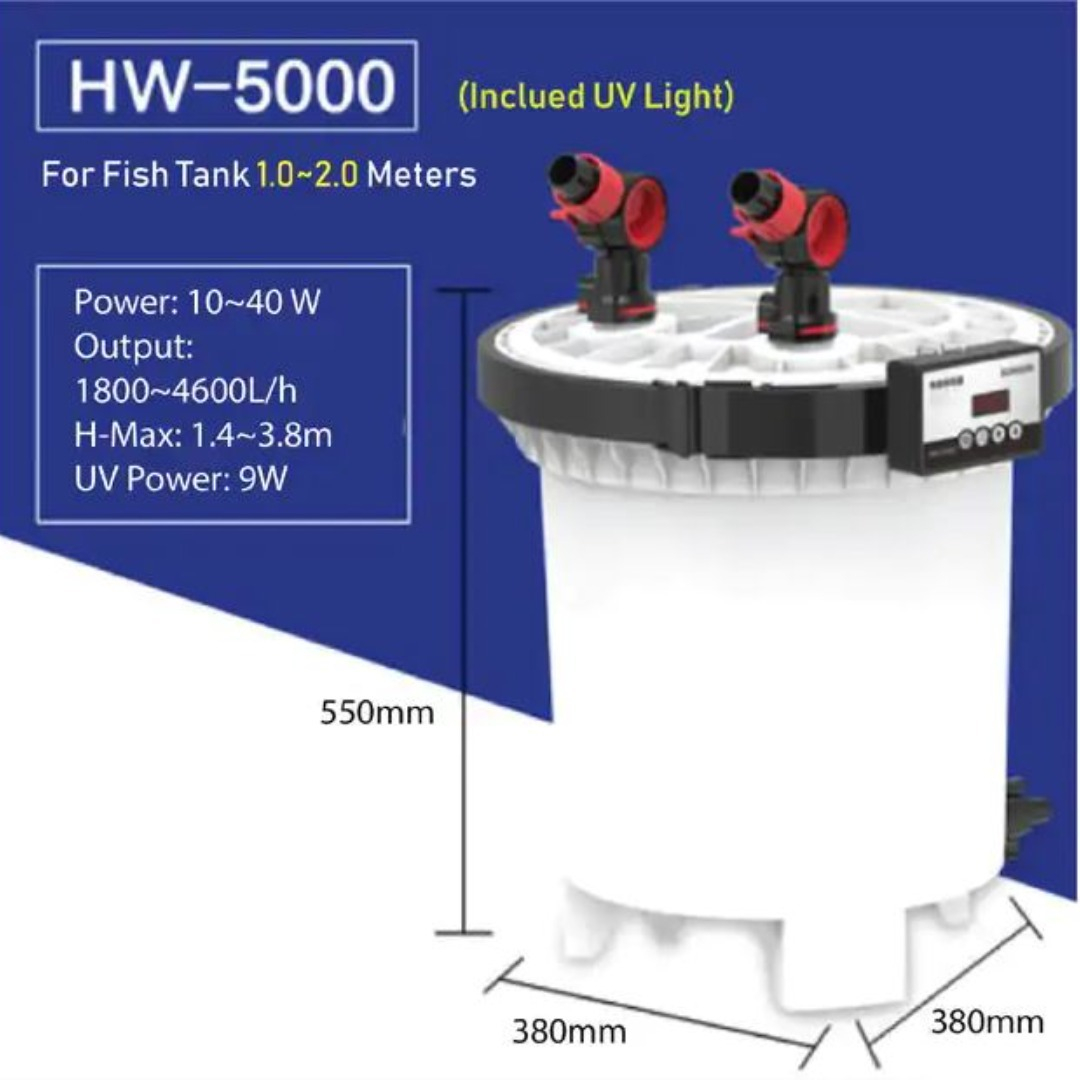 HW-5000
(Inclued UV Light)
For Fish Tank 1.0~2.0 Meters
Power: 10~40 W
Output:
1800~4600L/h
H-Max: 1.4~3.8m
UV Power: 9W
550mm
380mm
380mm